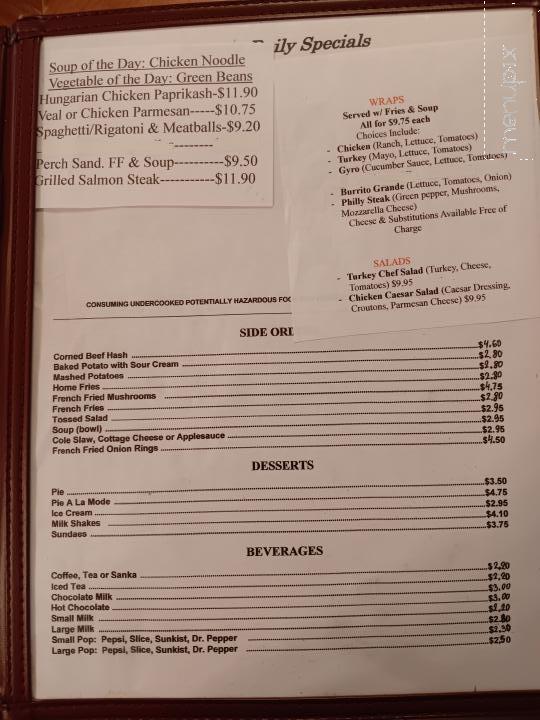 ily Specials
Soup of the Day: Chicken Noodle
Vegetable of the Day: Green Beans
Hungarian Chicken Paprikash-$11.90
Veal or Chicken Parmesan-----$10.75
Spaghetti/Rigatoni & Meatballs-$9.20
---------
Perch Sand. FF & Soup----------$9.50
Grilled Salmon Steak------------$11.90
WRAPS
Served w/ Fries & Soup
All for $9.75 each
Choices Include:
- Chicken (Ranch, Lettuce, Tomatoes)
- Turkey (Mayo, Lettuce, Tomatoes)
- Gyro (Cucumber Sauce, Lettuce, Tomatoes)
- Burrito Grande (Lettuce, Tomatoes, Onion)
- Philly Steak (Green pepper, Mushrooms,
Mozzarella Cheese)
Cheese & Substitutions Available Free of
Charge
SALADS
- Turkey Chef Salad (Turkey, Cheese,
Tomatoes) $9.95
- Chicken Caesar Salad (Caesar Dressing,
Croutons, Parmesan Cheese) $9.95
CONSUMING UNDERCOOKED POTENTIALLY HAZARDOUS FOO
SIDE ORD
Corned Beef Hash $4.60
Baked Potato with Sour Cream $2.80
Mashed Potatoes $2.80
Home Fries $2.80
French Fried Mushrooms $4.75
French Fries $2.80
Tossed Salad $2.95
Soup (bowl) $2.95
Cole Slaw, Cottage Cheese or Applesauce $2.95
French Fried Onion Rings $4.50
DESSERTS
Pie $3.50
Pie A La Mode $4.75
Ice Cream $2.95
Milk Shakes $4.10
Sundaes $3.75
BEVERAGES
Coffee, Tea or Sanka $2.20
Iced Tea $2.20
Chocolate Milk $3.00
Hot Chocolate $3.00
Small Milk
Large Milk $2.80
Small Pop: Pepsi, Slice, Sunkist, Dr. Pepper
Large Pop: Pepsi, Slice, Sunkist, Dr. Pepper $2.50